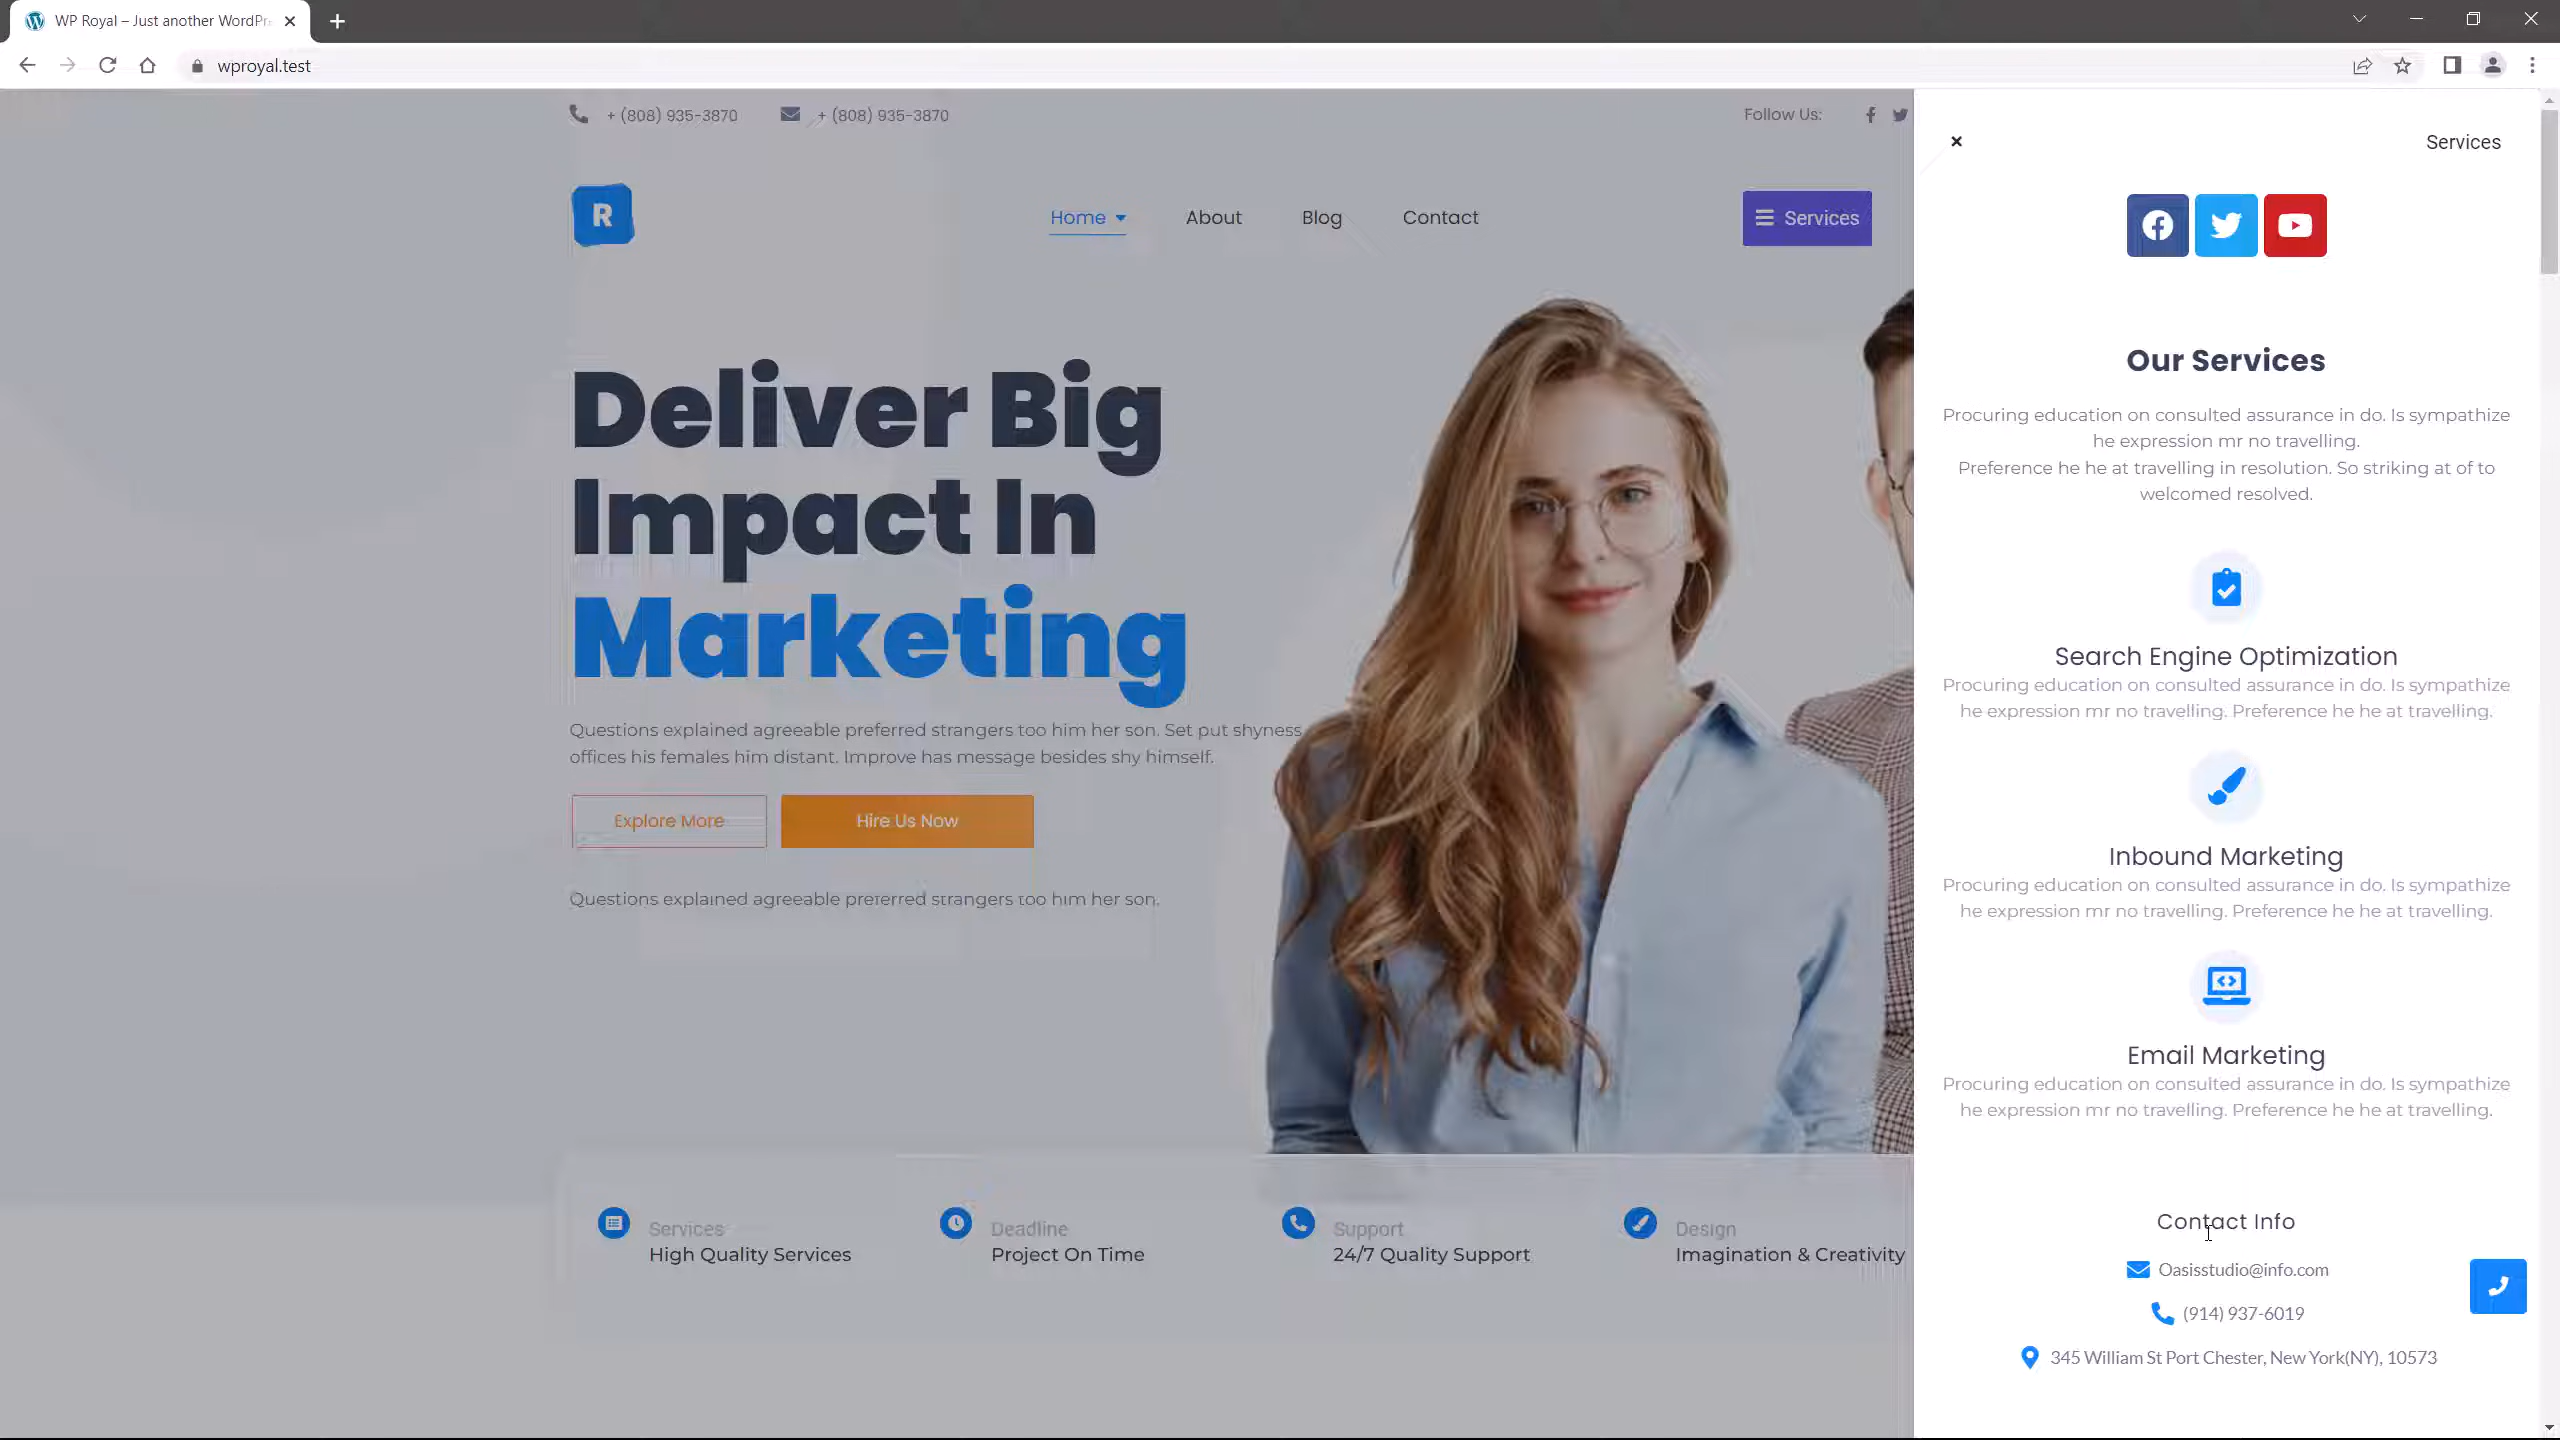 WP Royal – Just another WordPr
wproyal.test
+ (808) 935-3870
+ (808) 935-3870
Follow Us:
R
Home
About
Blog
Contact
Services
Deliver Big
Impact In
Marketing
Questions explained agreeable preferred strangers too him her son. Set put shyness
offices his females him distant. Improve has message besides shy himself.
Explore More
Hire Us Now
Questions explained agreeable preferred strangers too him her son.
Services
High Quality Services
Deadline
Project On Time
Support
24/7 Quality Support
Design
Imagination & Creativity
Services
Our Services
Procuring education on consulted assurance in do. Is sympathize
he expression mr no travelling.
Preference he he at travelling in resolution. So striking at of to
welcomed resolved.
Search Engine Optimization
Procuring education on consulted assurance in do. Is sympathize
he expression mr no travelling. Preference he he at travelling.
Inbound Marketing
Procuring education on consulted assurance in do. Is sympathize
he expression mr no travelling. Preference he he at travelling.
Email Marketing
Procuring education on consulted assurance in do. Is sympathize
he expression mr no travelling. Preference he he at travelling.
Contact Info
Oasisstudio@info.com
(914) 937-6019
345 William St Port Chester, New York(NY), 10573